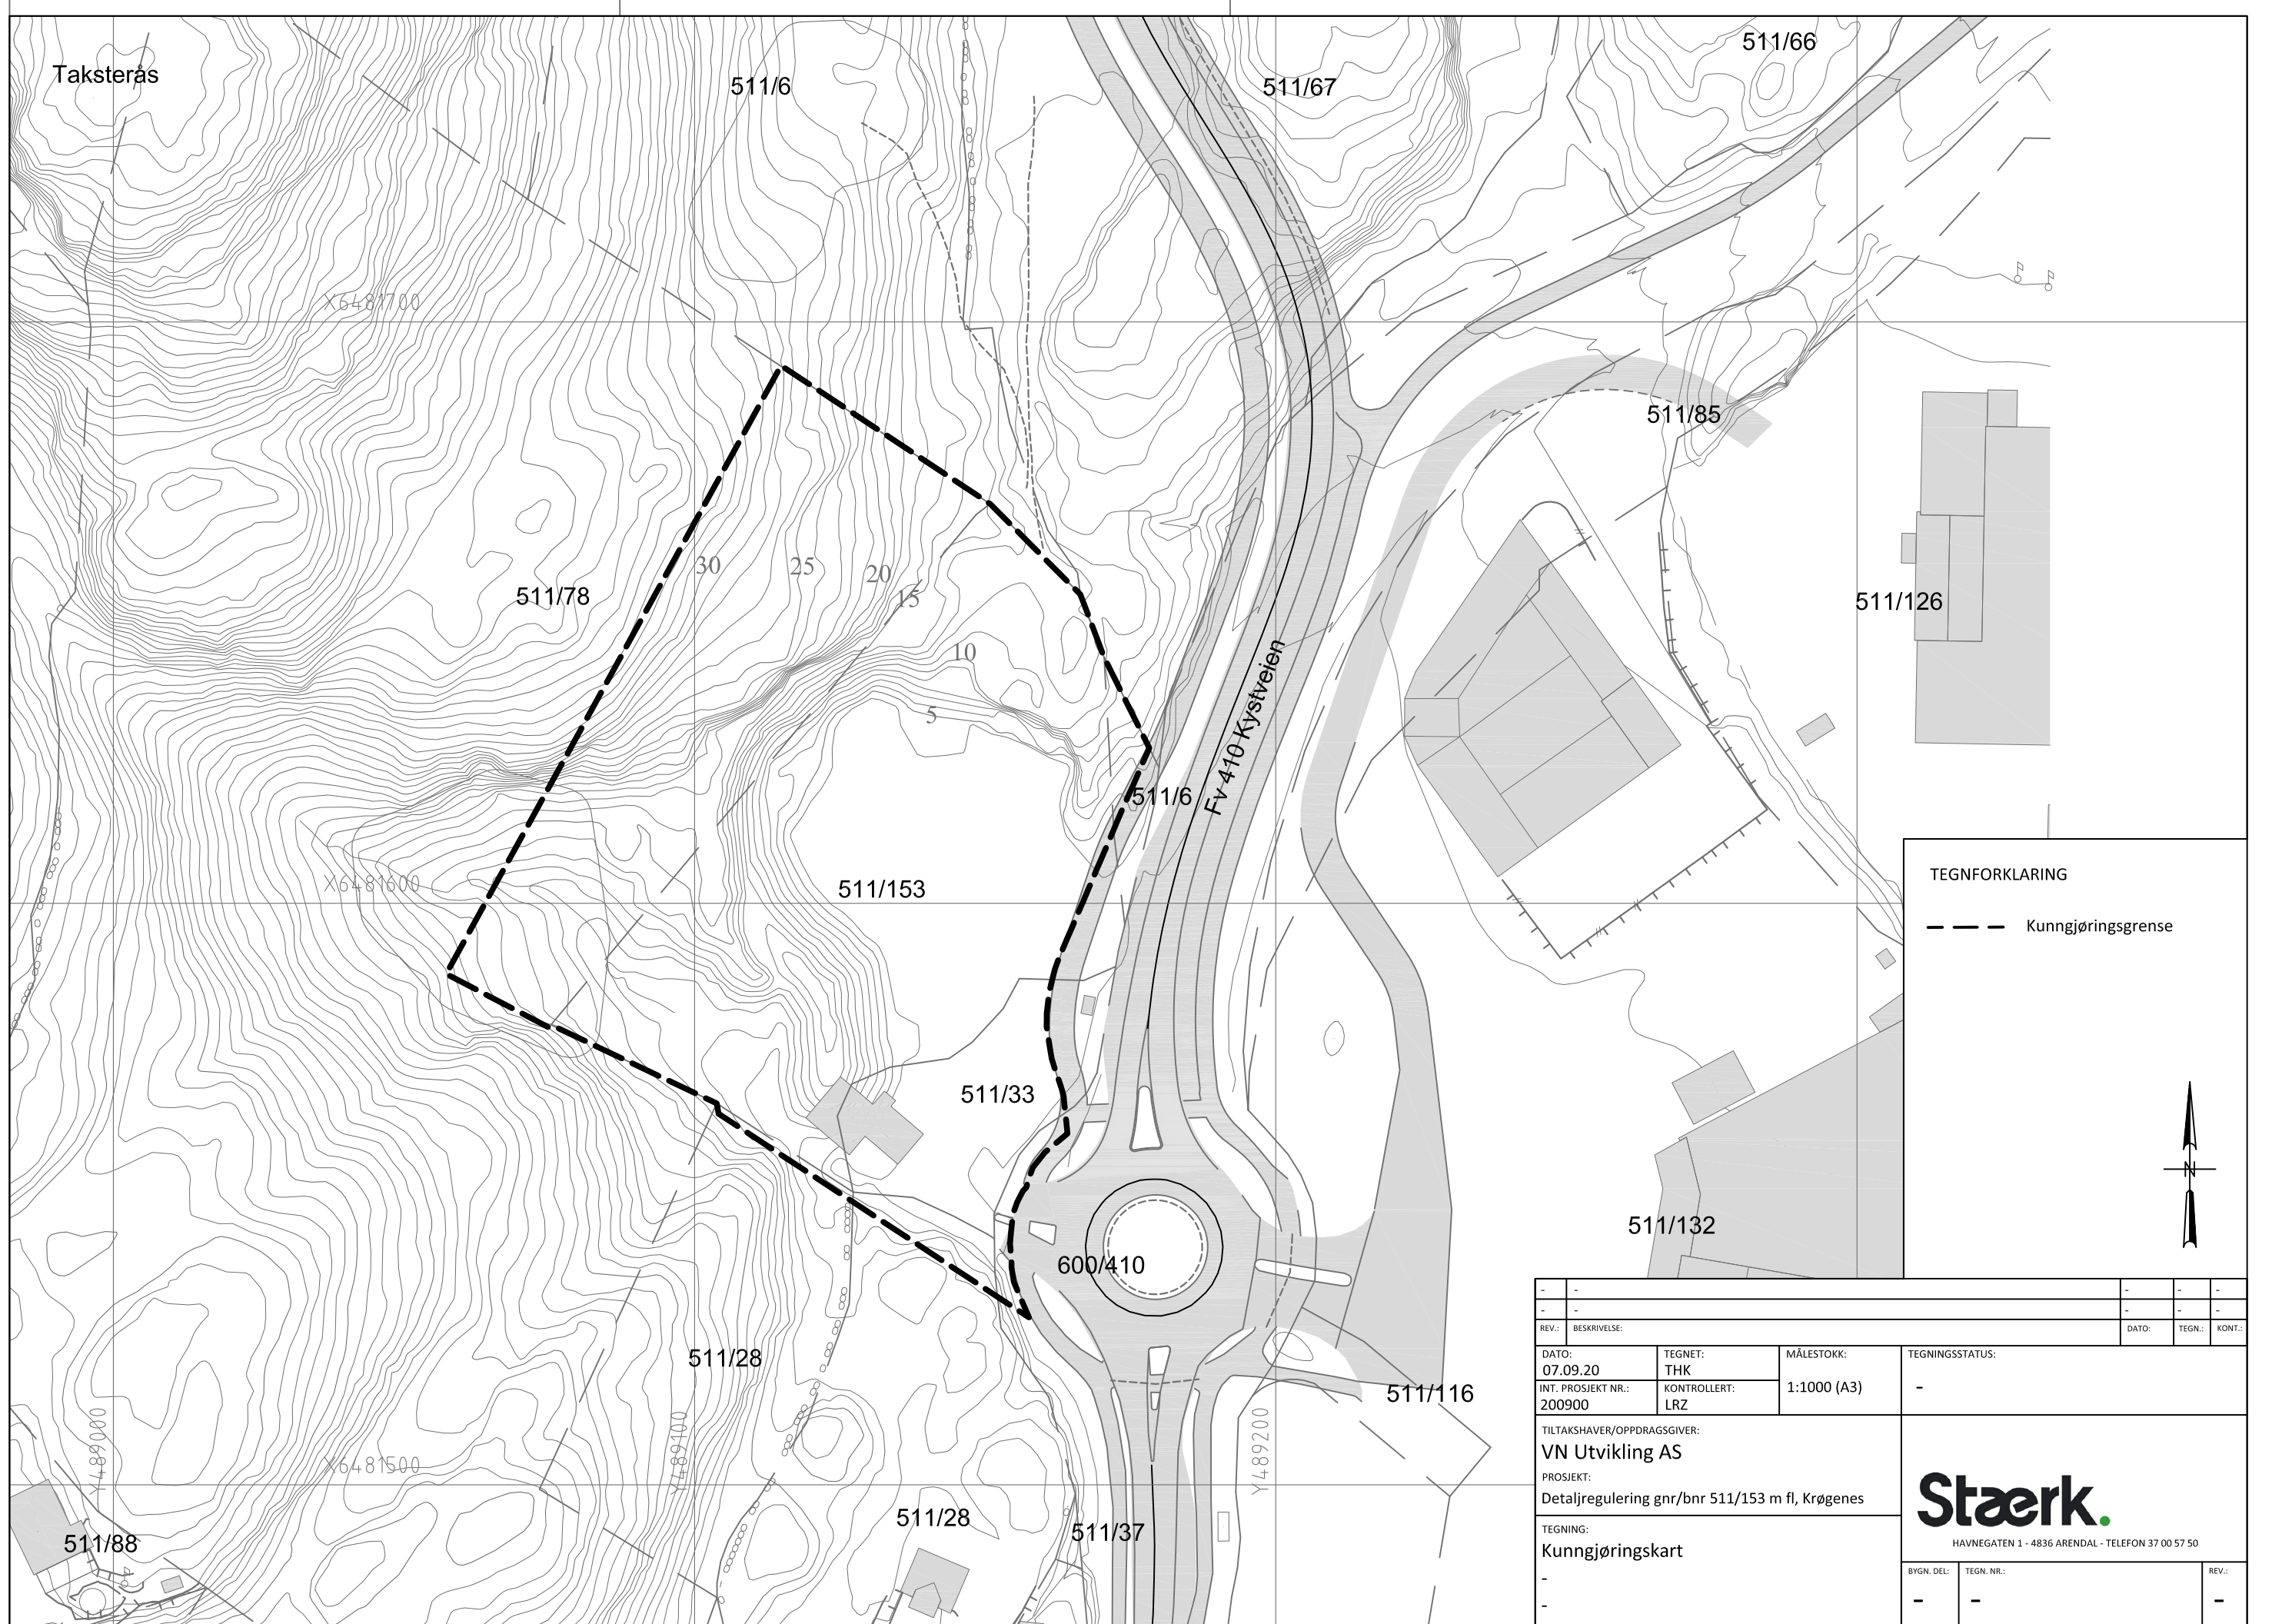 Taksterås
511/6
511/67
511/66
X6481700
511/85
30
25
20
15
511/78
511/126
10
5
Fv 410 Kystveien
511/6
X6481600
511/153
TEGNFORKLARING
Kunngjøringsgrense
511/33
N
511/132
600/410
511/28
511/116
Y489000
Y489100
Y489200
X6481500
511/28
511/37
511/88
- - - - -
- - - - -
REV.: BESKRIVELSE: DATO: TEGN.: KONT.:
DATO: TEGNET: MÅLESTOKK: TEGNINGSSTATUS:
07.09.20 THK 1:1000 (A3) -
INT. PROSJEKT NR.: KONTROLLERT:
200900 LRZ
TILTAKSHAVER/OPPDRAGSGIVER:
VN Utvikling AS
PROSJEKT:
Detaljregulering gnr/bnr 511/153 m fl, Krøgenes
Stærk.
HAVNEGATEN 1 - 4836 ARENDAL - TELEFON 37 00 57 50
TEGNING:
Kunngjøringskart
-
-
BYGN. DEL: TEGN. NR.: REV.:
- - -